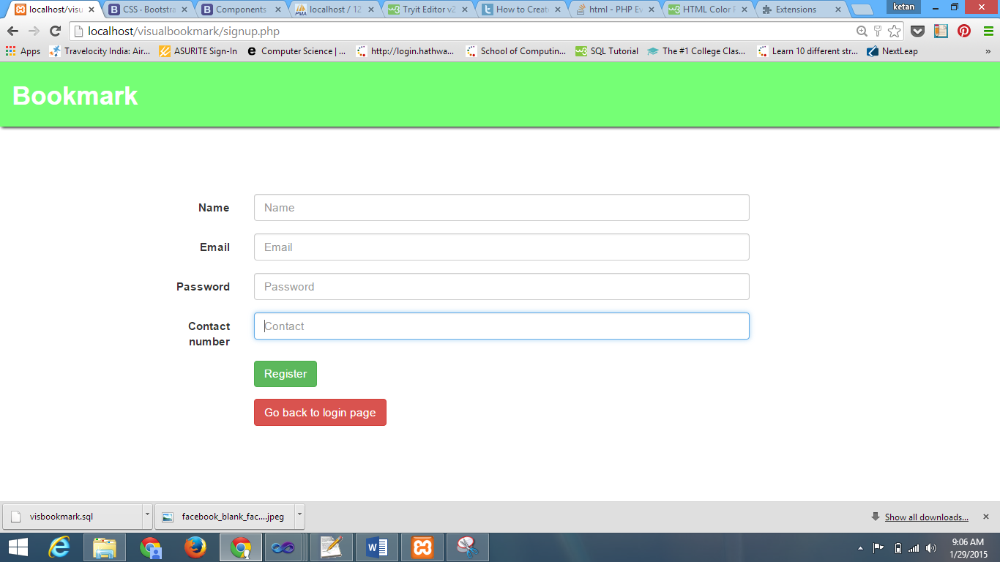 localhost/visu
CSS · Bootstra
Components
localhost / 12
Tryit Editor v2
How to Create
html - PHP Ev
HTML Color P
Extensions
ketan
localhost/visualbookmark/signup.php
Apps
Travelocity India: Air...
ASURITE Sign-In
Computer Science | ...
http://login.hathwa...
School of Computin...
SQL Tutorial
The #1 College Clas...
Learn 10 different str...
NextLeap
»
Bookmark
Name
Name
Email
Email
Password
Password
Contact number
Contact
Register
Go back to login page
visbookmark.sql
facebook_blank_fac....jpeg
Show all downloads...
9:06 AM
1/29/2015